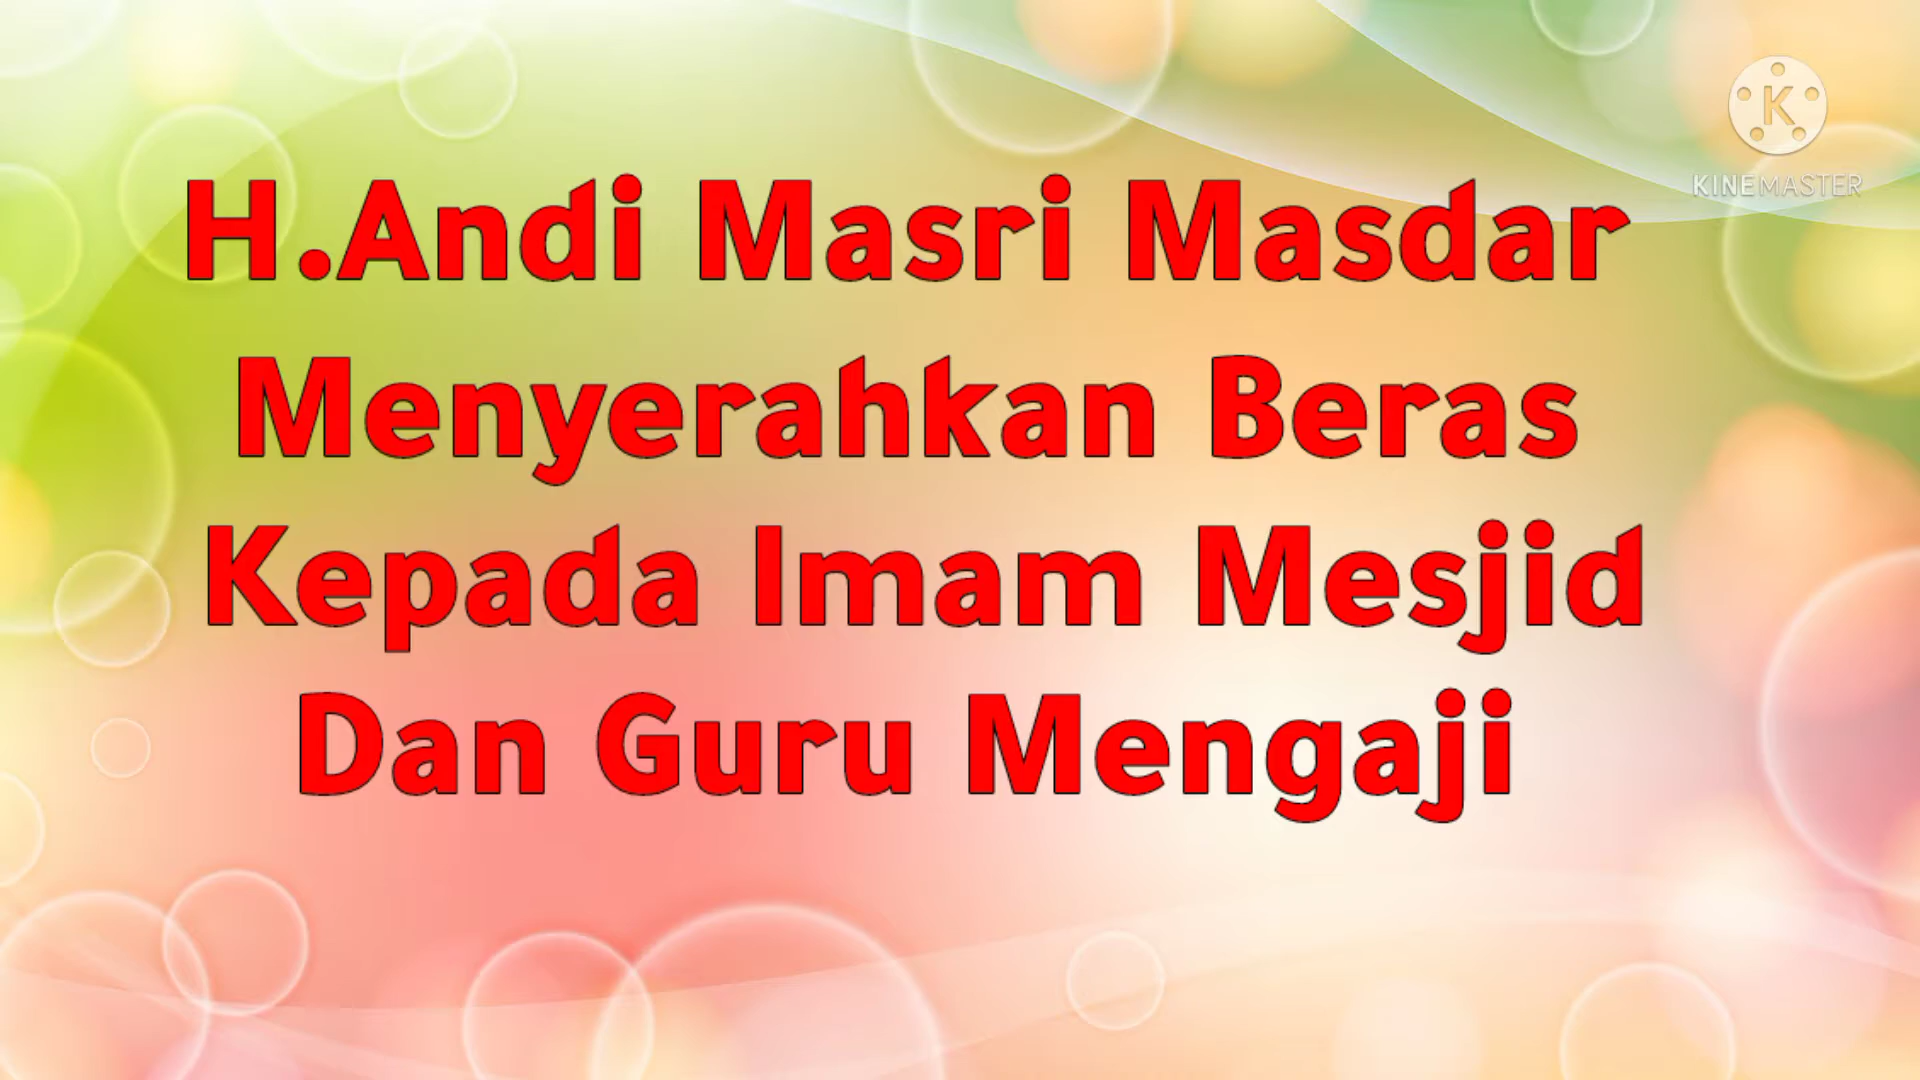 H.Andi Masri Masdar
Menyerahkan Beras
Kepada Imam Mesjid
Dan Guru Mengaji
K
KINEMASTER